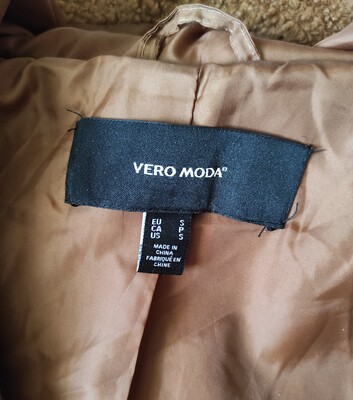 VERO MODA®
EU S
CA P
US S
MADE IN
CHINA
FABRIQUÉ EN
CHINE